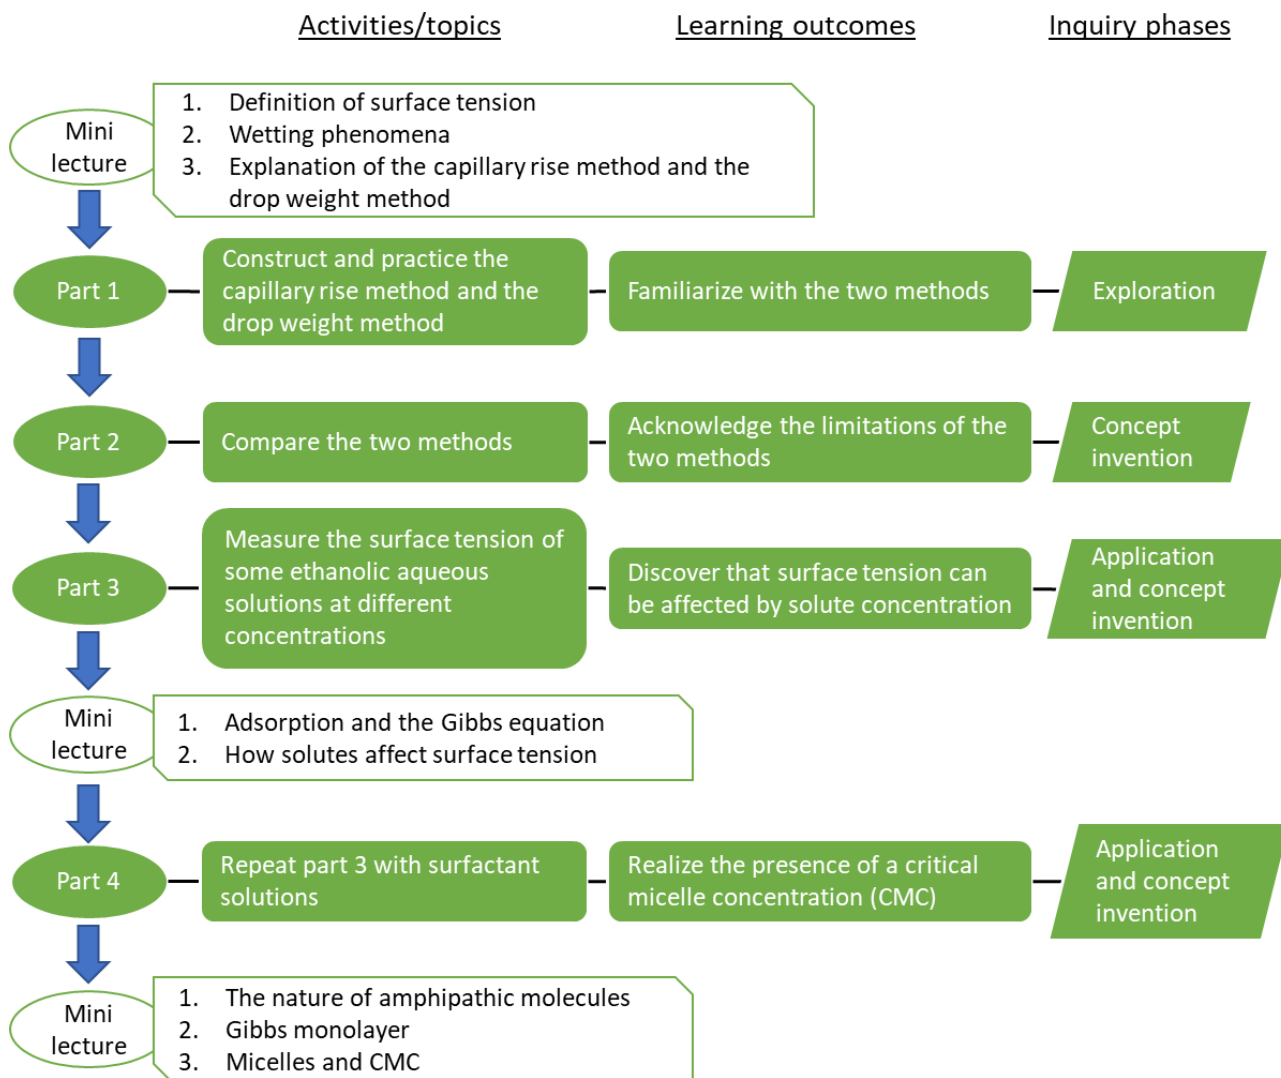 Activities/topics Learning outcomes Inquiry phases
Mini
lecture
1. Definition of surface tension
2. Wetting phenomena
3. Explanation of the capillary rise method and the
drop weight method
Part 1
Construct and practice the
capillary rise method and the
drop weight method
Familiarize with the two methods
Exploration
Part 2
Compare the two methods
Acknowledge the limitations of the
two methods
Concept
invention
Part 3
Measure the surface tension of
some ethanolic aqueous
solutions at different
concentrations
Discover that surface tension can
be affected by solute concentration
Application
and concept
invention
Mini
lecture
1. Adsorption and the Gibbs equation
2. How solutes affect surface tension
Part 4
Repeat part 3 with surfactant
solutions
Realize the presence of a critical
micelle concentration (CMC)
Application
and concept
invention
Mini
lecture
1. The nature of amphipathic molecules
2. Gibbs monolayer
3. Micelles and CMC